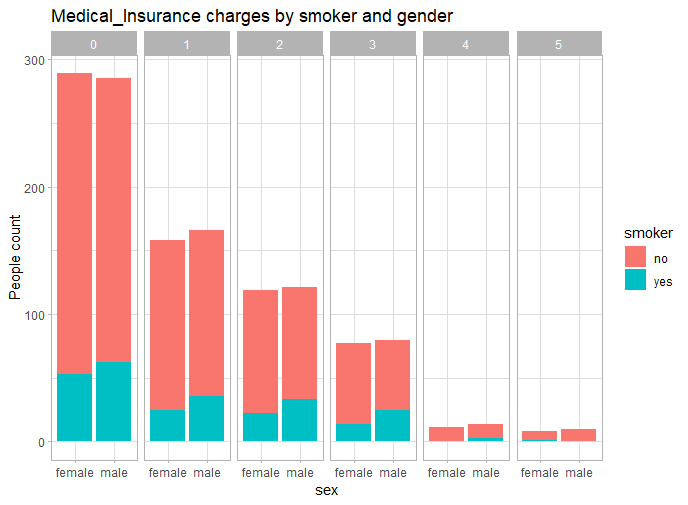 Medical_Insurance charges by smoker and gender
0 1 2 3 4 5
300
200
100
0
People count
female male female male female male female male female male female male
sex
smoker
no
yes